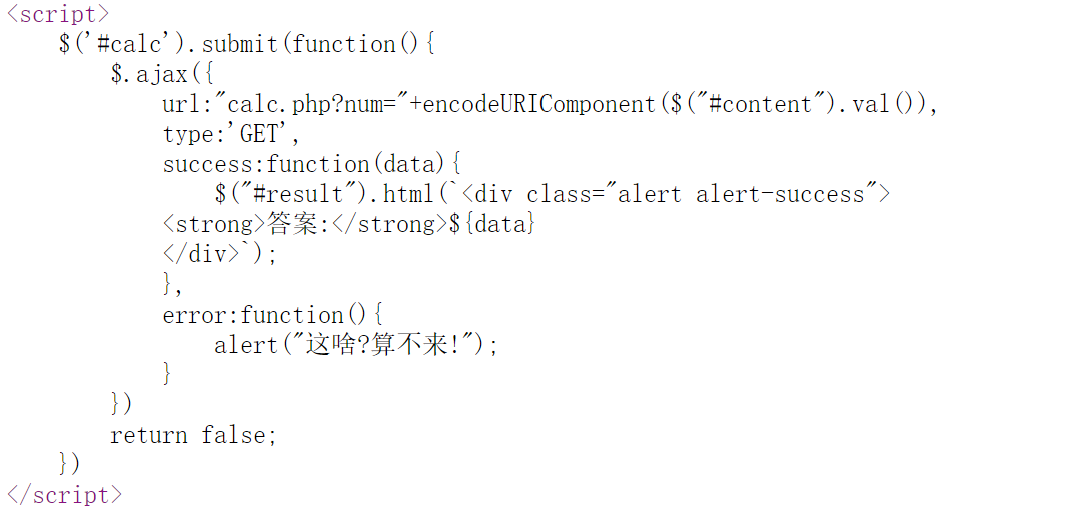 <script>
    $('#calc').submit(function(){
        $.ajax({
            url:"calc.php?num="+encodeURIComponent($("#content").val()),
            type:'GET',
            success:function(data){
                $("#result").html(`<div class="alert alert-success">
            <strong>答案:</strong>${data}
            </div>`);
            },
            error:function(){
                alert("这啥?算不来!");
            }
        })
        return false;
    })
</script>